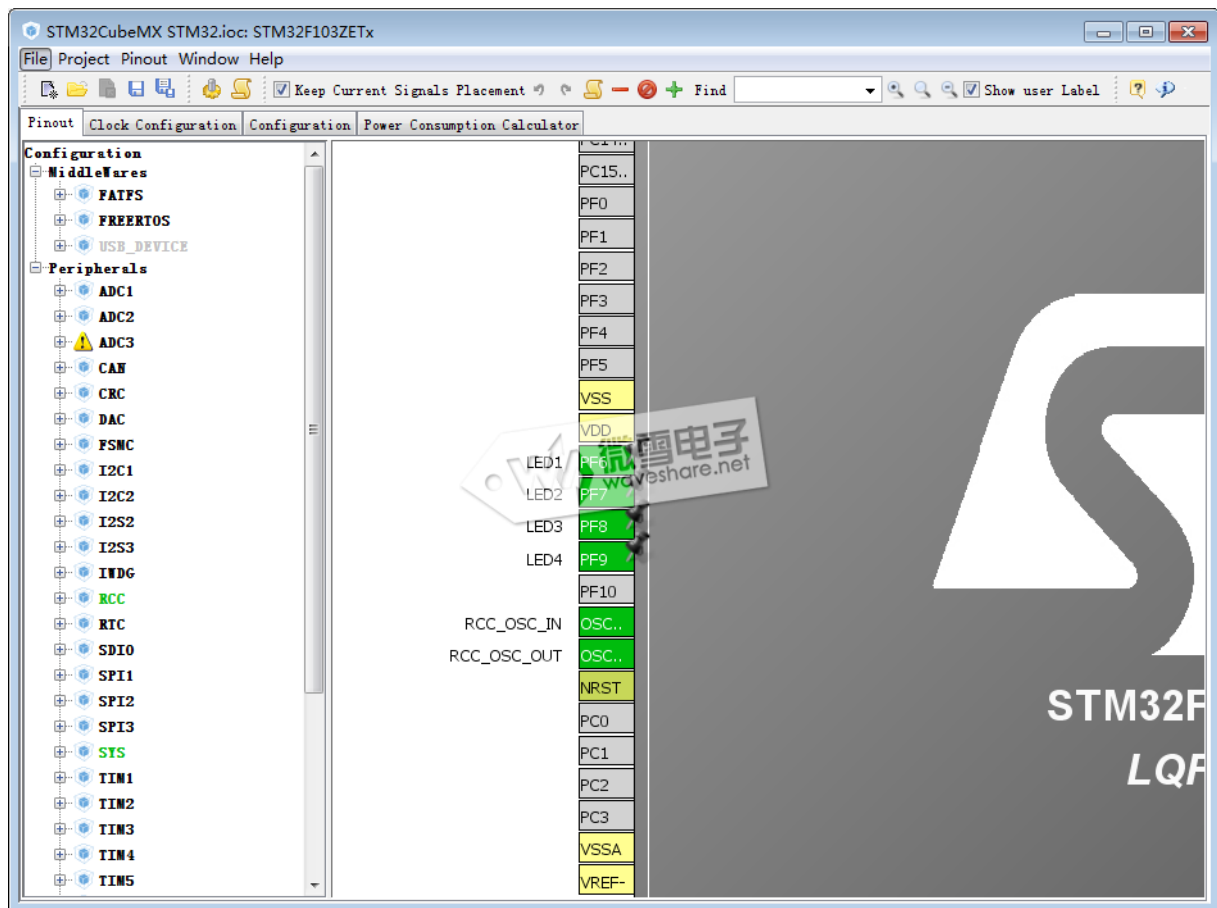 STM32CubeMX STM32.ioc: STM32F103ZETx
File Project Pinout Window Help
Keep Current Signals Placement Find Show user Label
Pinout Clock Configuration Configuration Power Consumption Calculator
Configuration
MiddleWares
FATFS
FREERTOS
USB_DEVICE
Peripherals
ADC1
ADC2
ADC3
CAN
CRC
DAC
FSMC
I2C1
I2C2
I2S2
I2S3
IWDG
RCC
RTC
SDIO
SPI1
SPI2
SPI3
SYS
TIM1
TIM2
TIM3
TIM4
TIM5
PC15..
PF0
PF1
PF2
PF3
PF4
PF5
VSS
VDD
LED1 PF6
LED2 PF7
LED3 PF8
LED4 PF9
PF10
RCC_OSC_IN OSC..
RCC_OSC_OUT OSC..
NRST
PC0
PC1
PC2
PC3
VSSA
VREF-
微雪电子
waveshare.net
STM32F
LQF